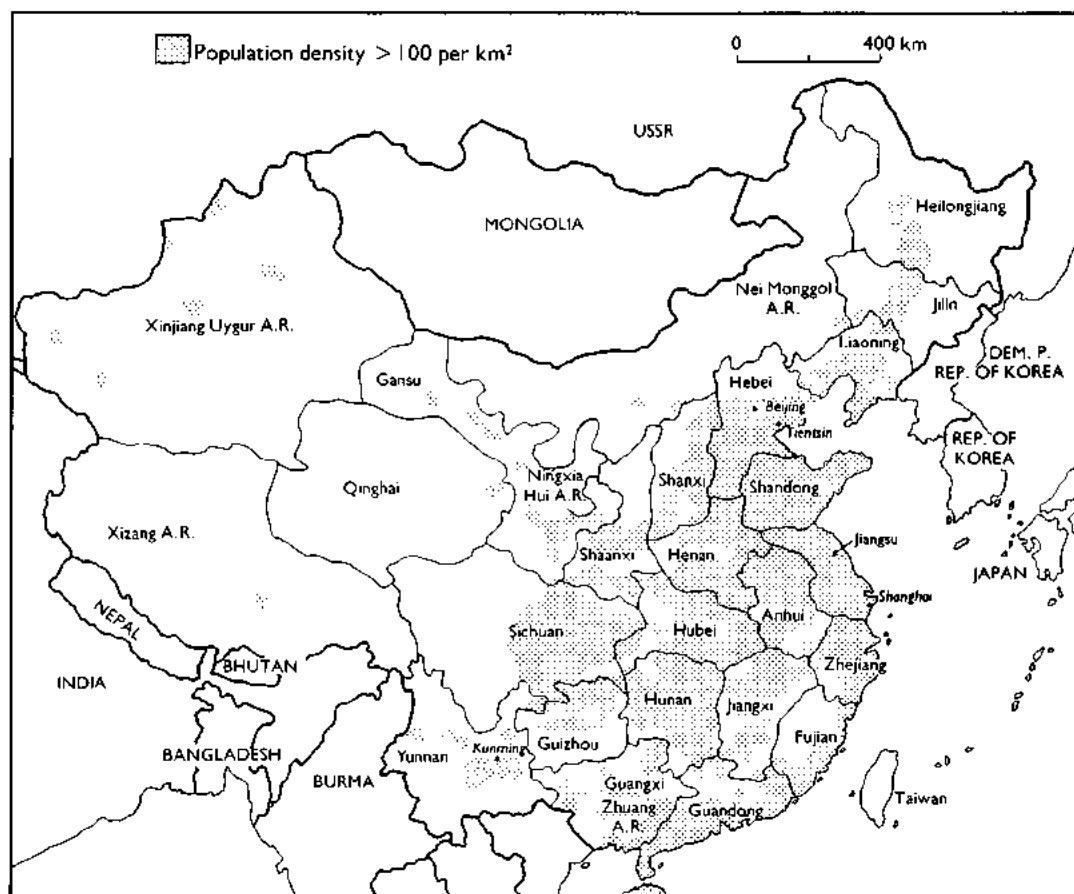 Population density > 100 per km²
0 400 km
USSR
MONGOLIA
Heilongjiang
Nei Monggol
A.R.
Jilin
Xinjiang Uygur A.R.
Liaoning
DEM. P.
REP. OF KOREA
Gansu
Hebei
Beijing
Tientsin
REP. OF
KOREA
Ningxia
Hui A.R.
Shanxi
Shandong
Qinghai
Xizang A.R.
Shaanxi
Henan
Jiangsu
JAPAN
Shanghai
NEPAL
Sichuan
Hubei
Anhui
INDIA
BHUTAN
Zhejiang
Hunan
Jiangxi
BANGLADESH
Yunnan
Kunming
Guizhou
Fujian
BURMA
Guangxi
Zhuang
A.R.
Guandong
Taiwan